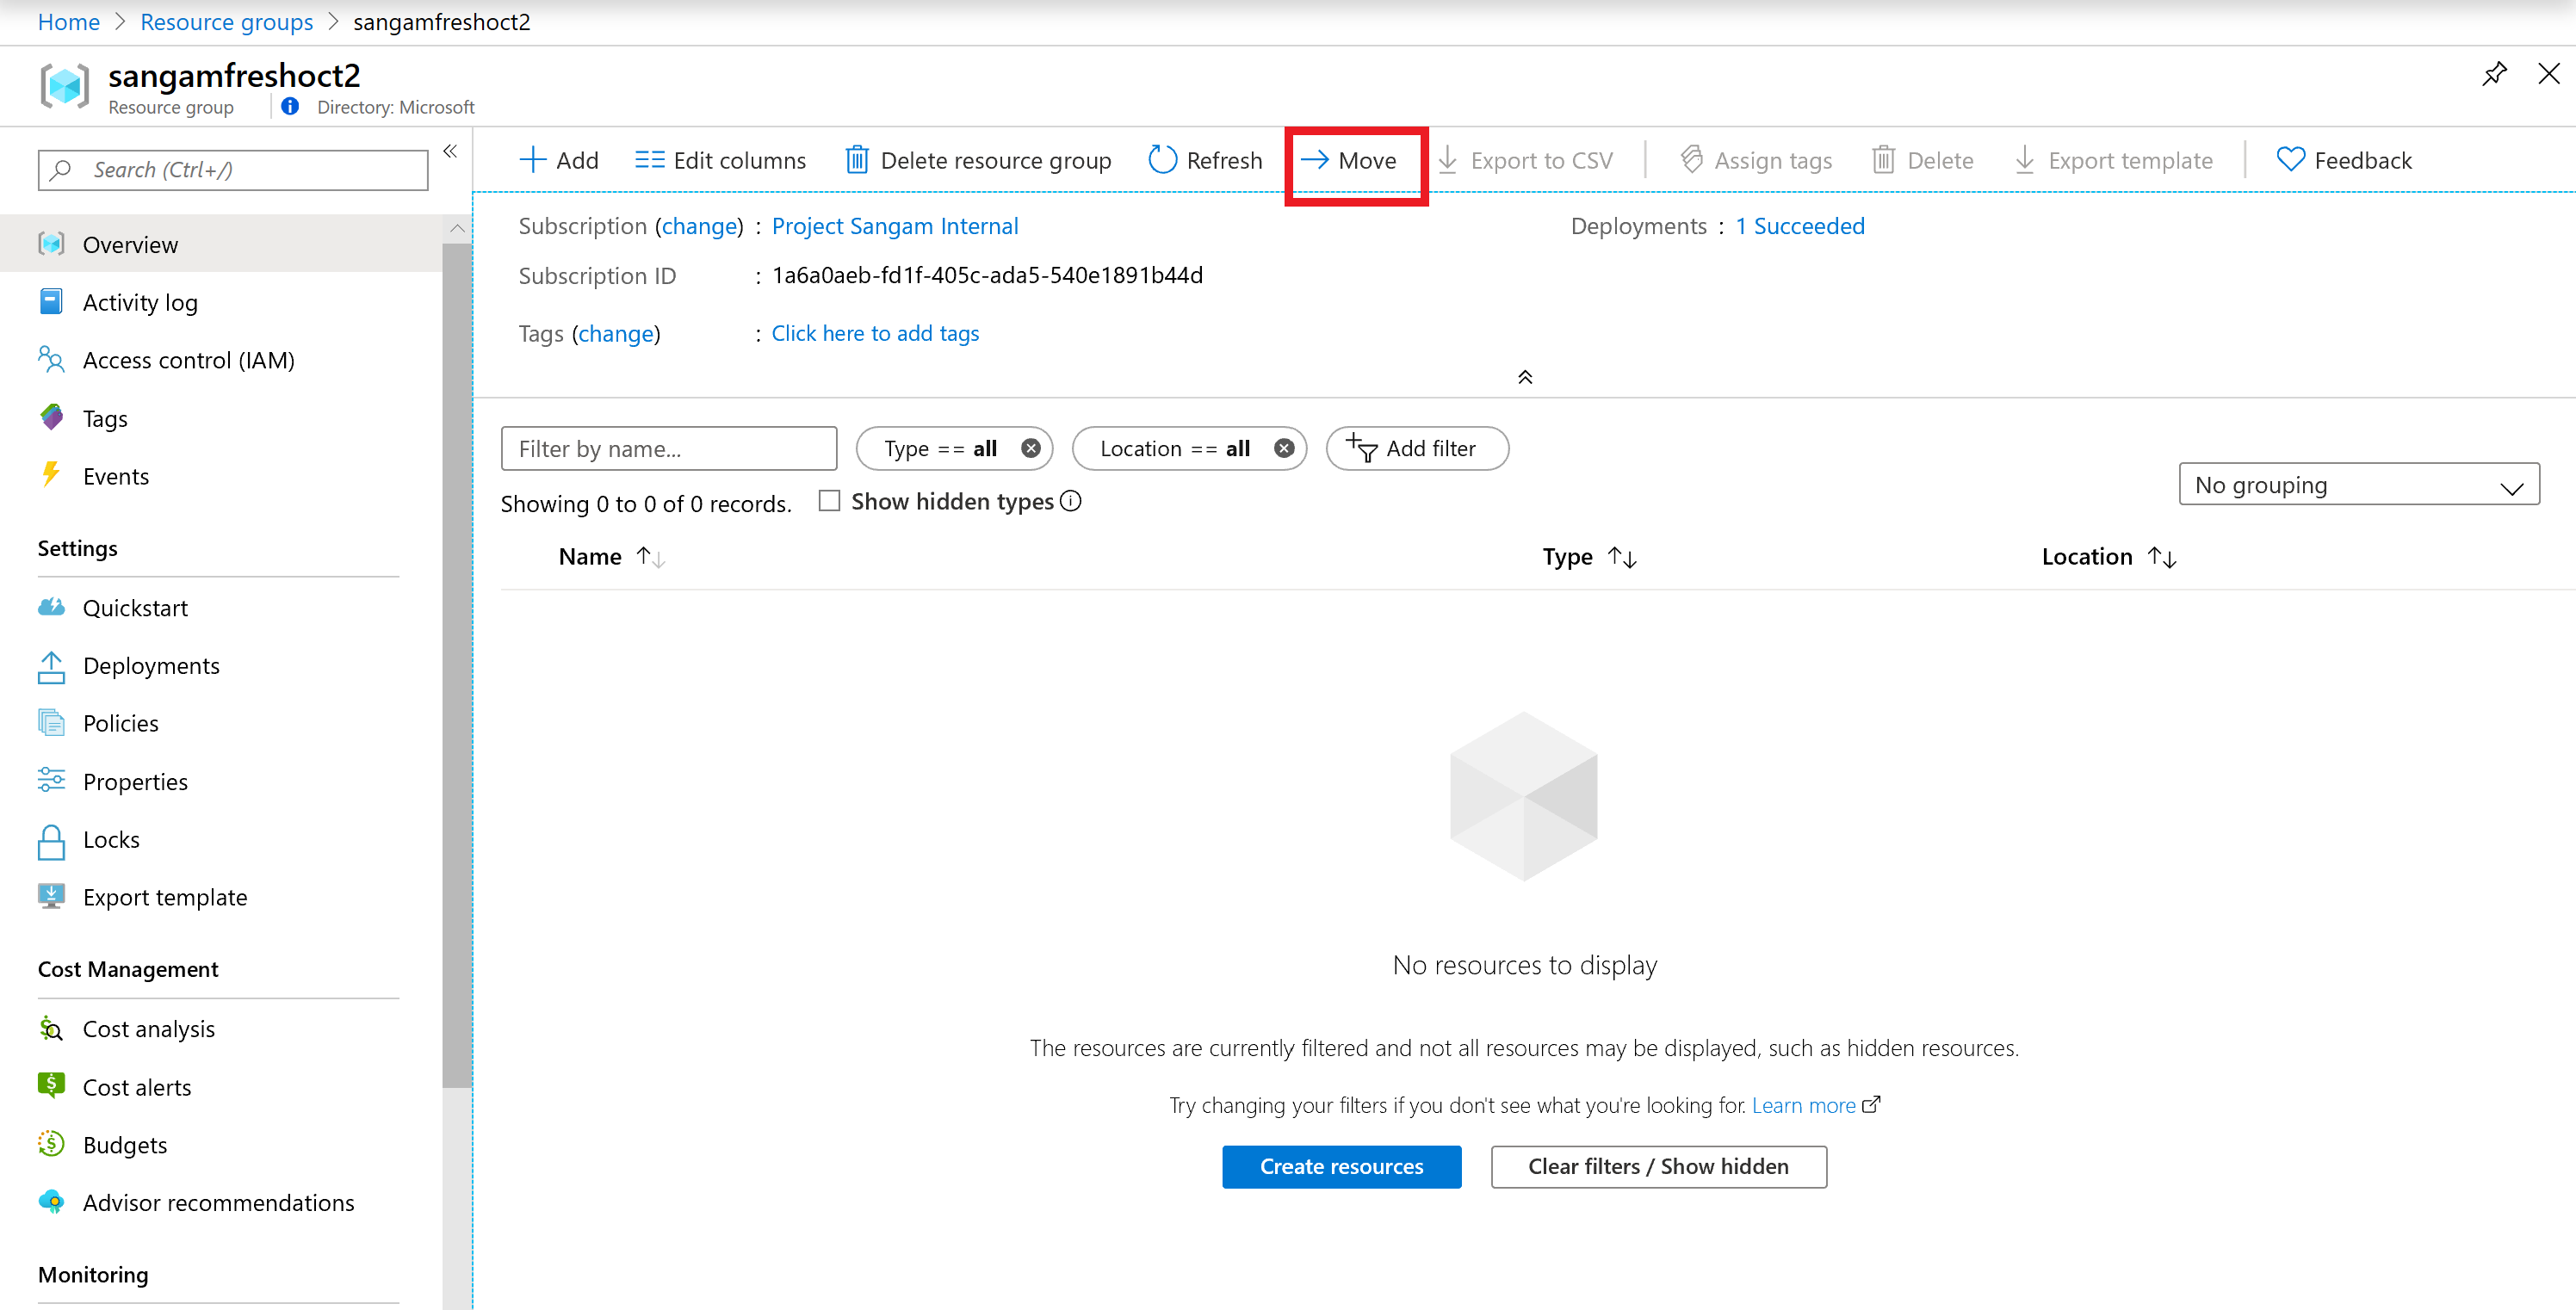 Home > Resource groups > sangamfreshoct2
sangamfreshoct2
Resource group
Directory: Microsoft
Search (Ctrl+/)
Overview
Activity log
Access control (IAM)
Tags
Events
Settings
Quickstart
Deployments
Policies
Properties
Locks
Export template
Cost Management
Cost analysis
Cost alerts
Budgets
Advisor recommendations
Monitoring
Add Edit columns Delete resource group Refresh Move Export to CSV Assign tags Delete Export template Feedback
Subscription (change) : Project Sangam Internal
Deployments : 1 Succeeded
Subscription ID : 1a6a0aeb-fd1f-405c-ada5-540e1891b44d
Tags (change) : Click here to add tags
Filter by name... Type == all Location == all Add filter
Showing 0 to 0 of 0 records. Show hidden types
No grouping
Name Type Location
No resources to display
The resources are currently filtered and not all resources may be displayed, such as hidden resources.
Try changing your filters if you don't see what you're looking for. Learn more
Create resources Clear filters / Show hidden